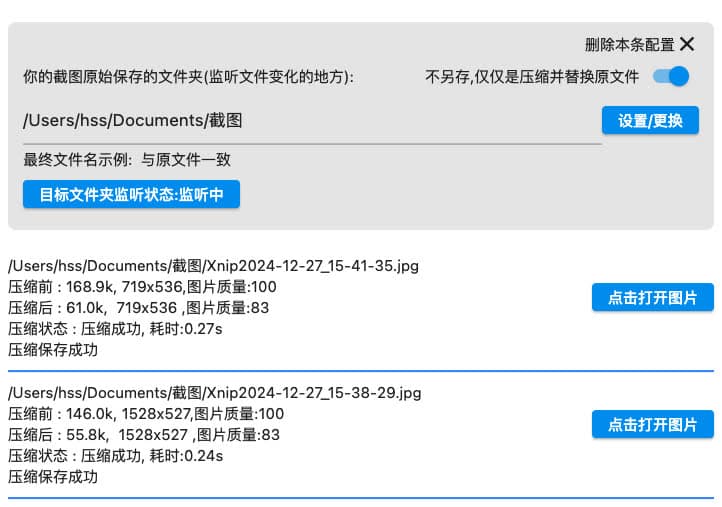 删除本条配置 ✕
你的截图原始保存的文件夹(监听文件变化的地方): 不另存,仅仅是压缩并替换原文件
/Users/hss/Documents/截图 设置/更换
最终文件名示例: 与原文件一致
目标文件夹监听状态:监听中
/Users/hss/Documents/截图/Xnip2024-12-27_15-41-35.jpg
压缩前 : 168.9k, 719x536,图片质量:100
点击打开图片
压缩后 : 61.0k, 719x536 ,图片质量:83
压缩状态 : 压缩成功, 耗时:0.27s
压缩保存成功
/Users/hss/Documents/截图/Xnip2024-12-27_15-38-29.jpg
压缩前 : 146.0k, 1528x527,图片质量:100
点击打开图片
压缩后 : 55.8k, 1528x527 ,图片质量:83
压缩状态 : 压缩成功, 耗时:0.24s
压缩保存成功